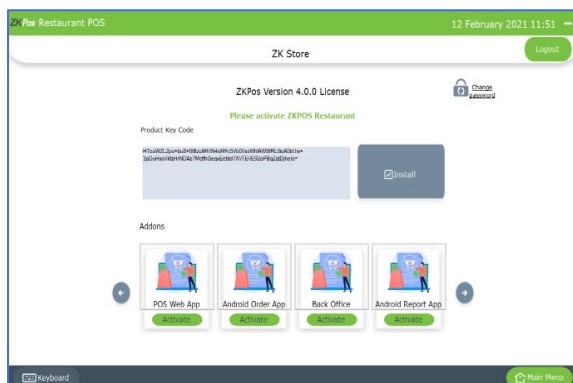 ZKPos Restaurant POS
12 February 2021 11:51
ZK Store
Logout
ZKPos Version 4.0.0 License
Change password
Please activate ZKPOS Restaurant
Product Key Code
Install
Addons
POS Web App
Android Order App
Back Office
Android Report App
Activate
Activate
Activate
Activate
Keyboard
Main Menu